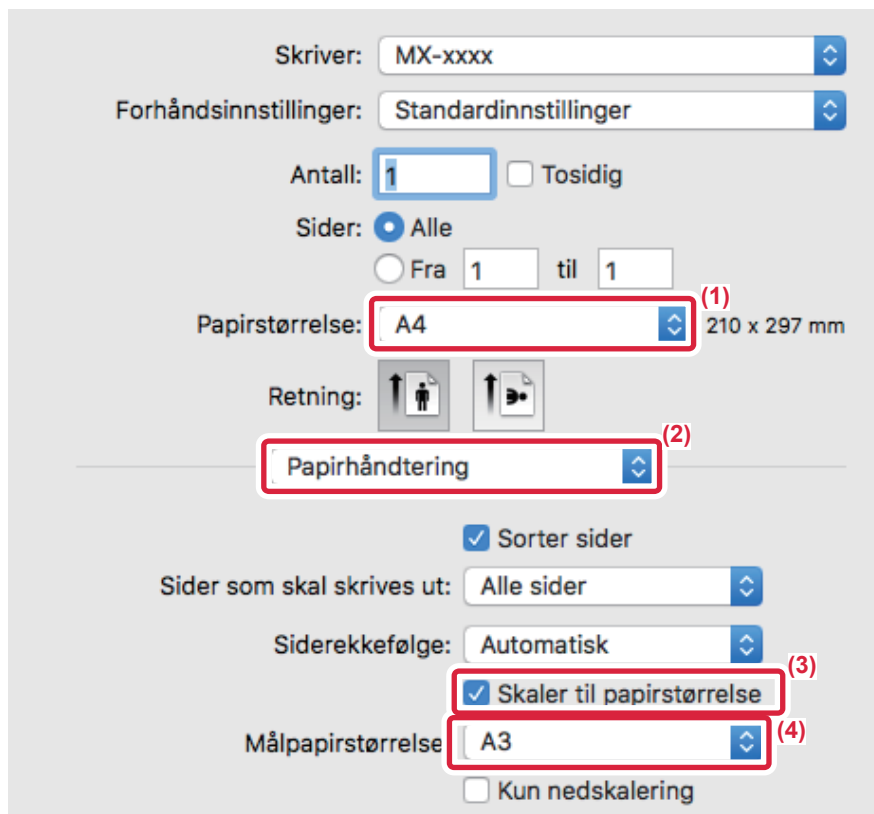 Skriver: MX-xxxx
Forhåndsinnstillinger: Standardinnstillinger
Antall: 1 Tosidig
Sider: Alle
Fra 1 til 1
(1)
Papirstørrelse: A4 210 x 297 mm
Retning:
(2)
Papirhåndtering
Sorter sider
Sider som skal skrives ut: Alle sider
Siderekkefølge: Automatisk
(3)
Skaler til papirstørrelse
Målpapirstørrelse A3 (4)
Kun nedskalering